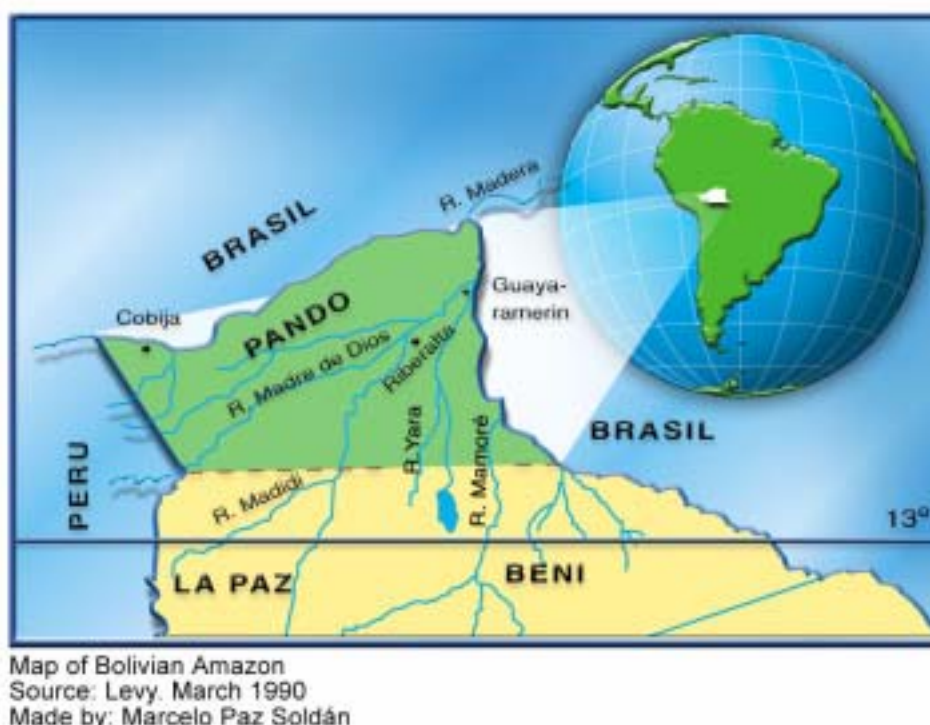 R. Madera
BRASIL
Guaya-
ramerin
Cobija
PANDO
R. Madre de Dios
Riberatla
BRASIL
R.Yara
R. Mamoré
PERU
R. Madidi
13º
LA PAZ
BENI
Map of Bolivian Amazon
Source: Levy. March 1990
Made by: Marcelo Paz Soldán